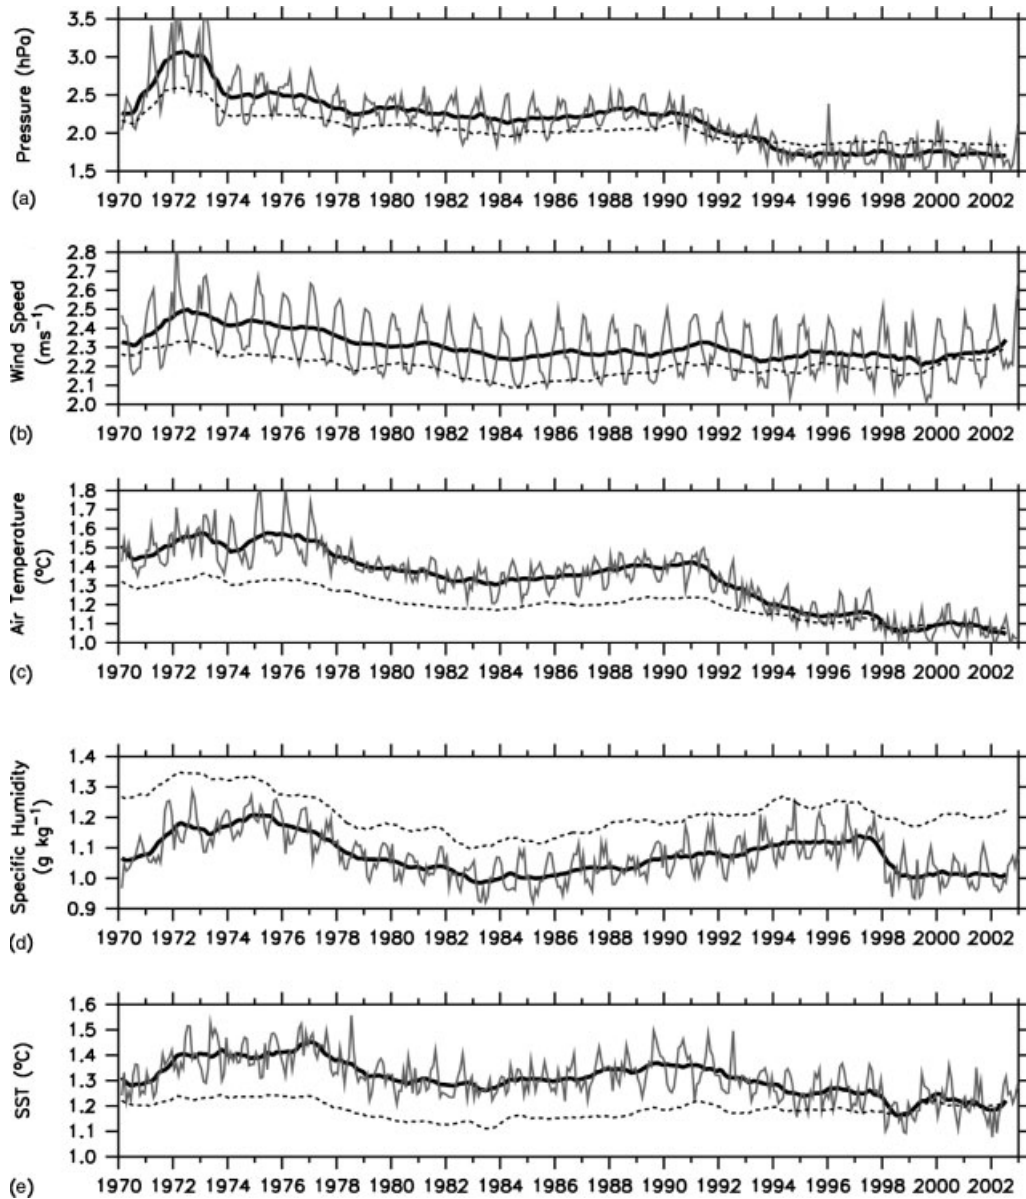 3.5
3.0
2.5
2.0
1.5
Pressure (hPa)
1970 1972 1974 1976 1978 1980 1982 1984 1986 1988 1990 1992 1994 1996 1998 2000 2002
(a)
2.8
2.7
2.6
2.5
2.4
2.3
2.2
2.1
2.0
Wind Speed
(ms⁻¹)
1970 1972 1974 1976 1978 1980 1982 1984 1986 1988 1990 1992 1994 1996 1998 2000 2002
(b)
1.8
1.7
1.6
1.5
1.4
1.3
1.2
1.1
1.0
Air Temperature
(°C)
1970 1972 1974 1976 1978 1980 1982 1984 1986 1988 1990 1992 1994 1996 1998 2000 2002
(c)
1.4
1.3
1.2
1.1
1.0
0.9
Specific Humidity
(g kg⁻¹)
1970 1972 1974 1976 1978 1980 1982 1984 1986 1988 1990 1992 1994 1996 1998 2000 2002
(d)
1.6
1.5
1.4
1.3
1.2
1.1
1.0
SST (°C)
1970 1972 1974 1976 1978 1980 1982 1984 1986 1988 1990 1992 1994 1996 1998 2000 2002
(e)